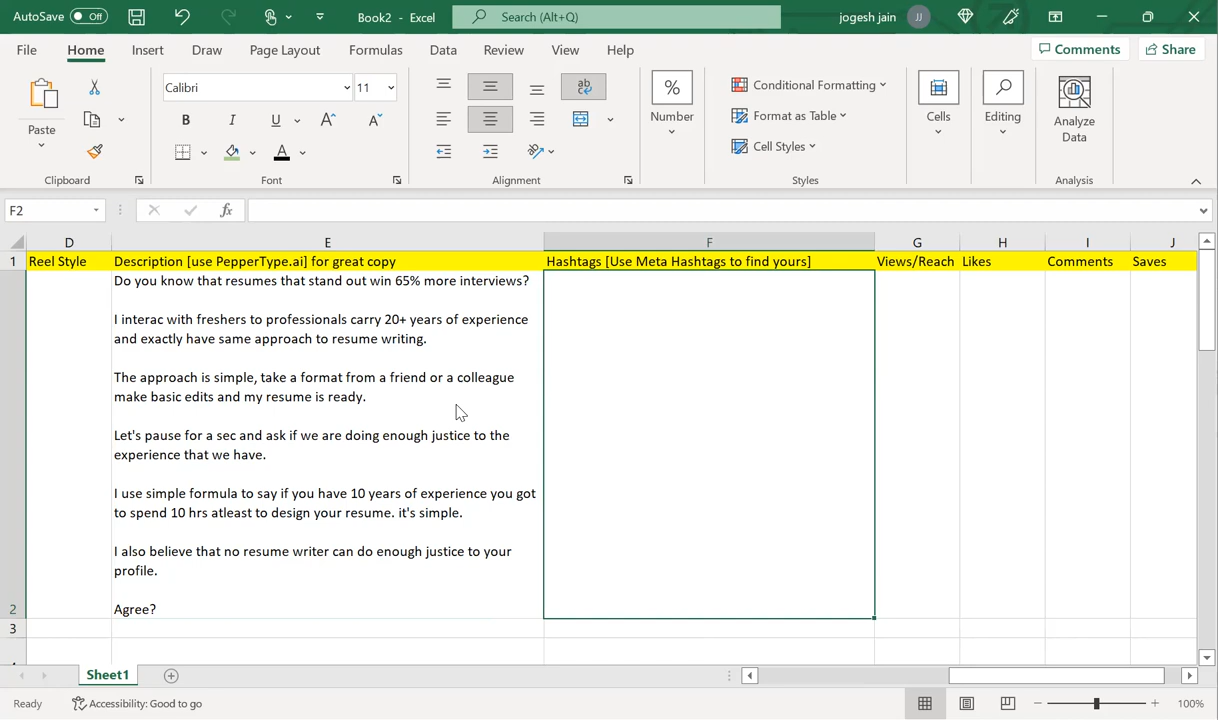 AutoSave Off Book2 - Excel Search (Alt+Q) jogesh jain JJ
File Home Insert Draw Page Layout Formulas Data Review View Help Comments Share
Calibri 11
Paste B I U A A ab c A Number % Conditional Formatting Format as Table Cell Styles Cells Editing Analyze Data
Clipboard Font Alignment Styles Analysis
F2 fx
D E F G H I J
1 Reel Style Description [use PepperType.ai] for great copy Hashtags [Use Meta Hashtags to find yours] Views/Reach Likes Comments Saves
Do you know that resumes that stand out win 65% more interviews?
I interac with freshers to professionals carry 20+ years of experience
and exactly have same approach to resume writing.
The approach is simple, take a format from a friend or a colleague
make basic edits and my resume is ready.
Let's pause for a sec and ask if we are doing enough justice to the
experience that we have.
I use simple formula to say if you have 10 years of experience you got
to spend 10 hrs atleast to design your resume. it's simple.
I also believe that no resume writer can do enough justice to your
profile.
2 Agree?
3
Sheet1
Ready Accessibility: Good to go 100%